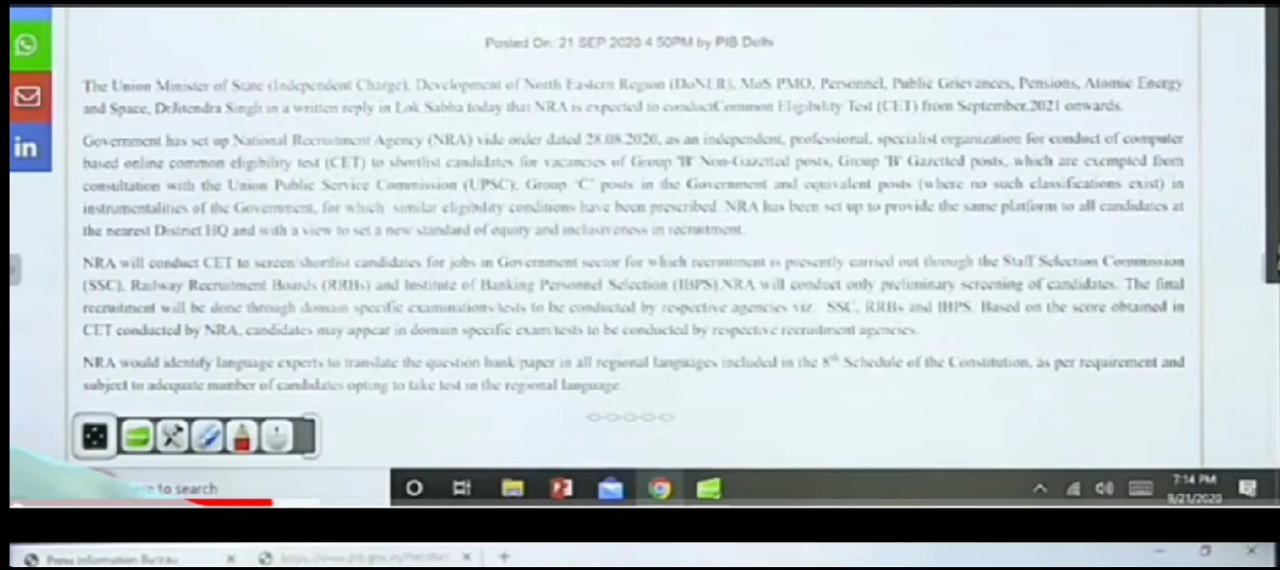 in
Posted On: 21 SEP 2020 4:50PM by PIB Delhi
The Union Minister of State (Independent Charge), Development of North Eastern Region (DoNER), MoS PMO, Personnel, Public Grievances, Pensions, Atomic Energy
and Space, Dr.Jitendra Singh in a written reply in Lok Sabha today that NRA is expected to conductCommon Eligibility Test (CET) from September,2021 onwards.
Government has set up National Recruitment Agency (NRA) vide order dated 28.08.2020, as an independent, professional, specialist organization for conduct of computer
based online common eligibility test (CET) to shortlist candidates for vacancies of Group 'B' Non-Gazetted posts, Group 'B' Gazetted posts, which are exempted from
consultation with the Union Public Service Commission (UPSC), Group 'C' posts in the Government and equivalent posts (where no such classifications exist) in
instrumentalities of the Government, for which similar eligibility conditions have been prescribed. NRA has been set up to provide the same platform to all candidates at
the nearest District HQ and with a view to set a new standard of equity and inclusiveness in recruitment.
NRA will conduct CET to screen/shortlist candidates for jobs in Government sector for which recruitment is presently carried out through the Staff Selection Commission
(SSC), Railway Recruitment Boards (RRBs) and Institute of Banking Personnel Selection (IBPS).NRA will conduct only preliminary screening of candidates. The final
recruitment will be done through domain specific examinations/tests to be conducted by respective agencies viz. SSC, RRBs and IBPS. Based on the score obtained in
CET conducted by NRA, candidates may appear in domain specific exam/tests to be conducted by respective recruitment agencies.
NRA would identify language experts to translate the question bank/paper in all regional languages included in the 8th Schedule of the Constitution, as per requirement and
subject to adequate number of candidates opting to take test in the regional language.
to search
7:14 PM
9/21/2020
Press Information Bureau